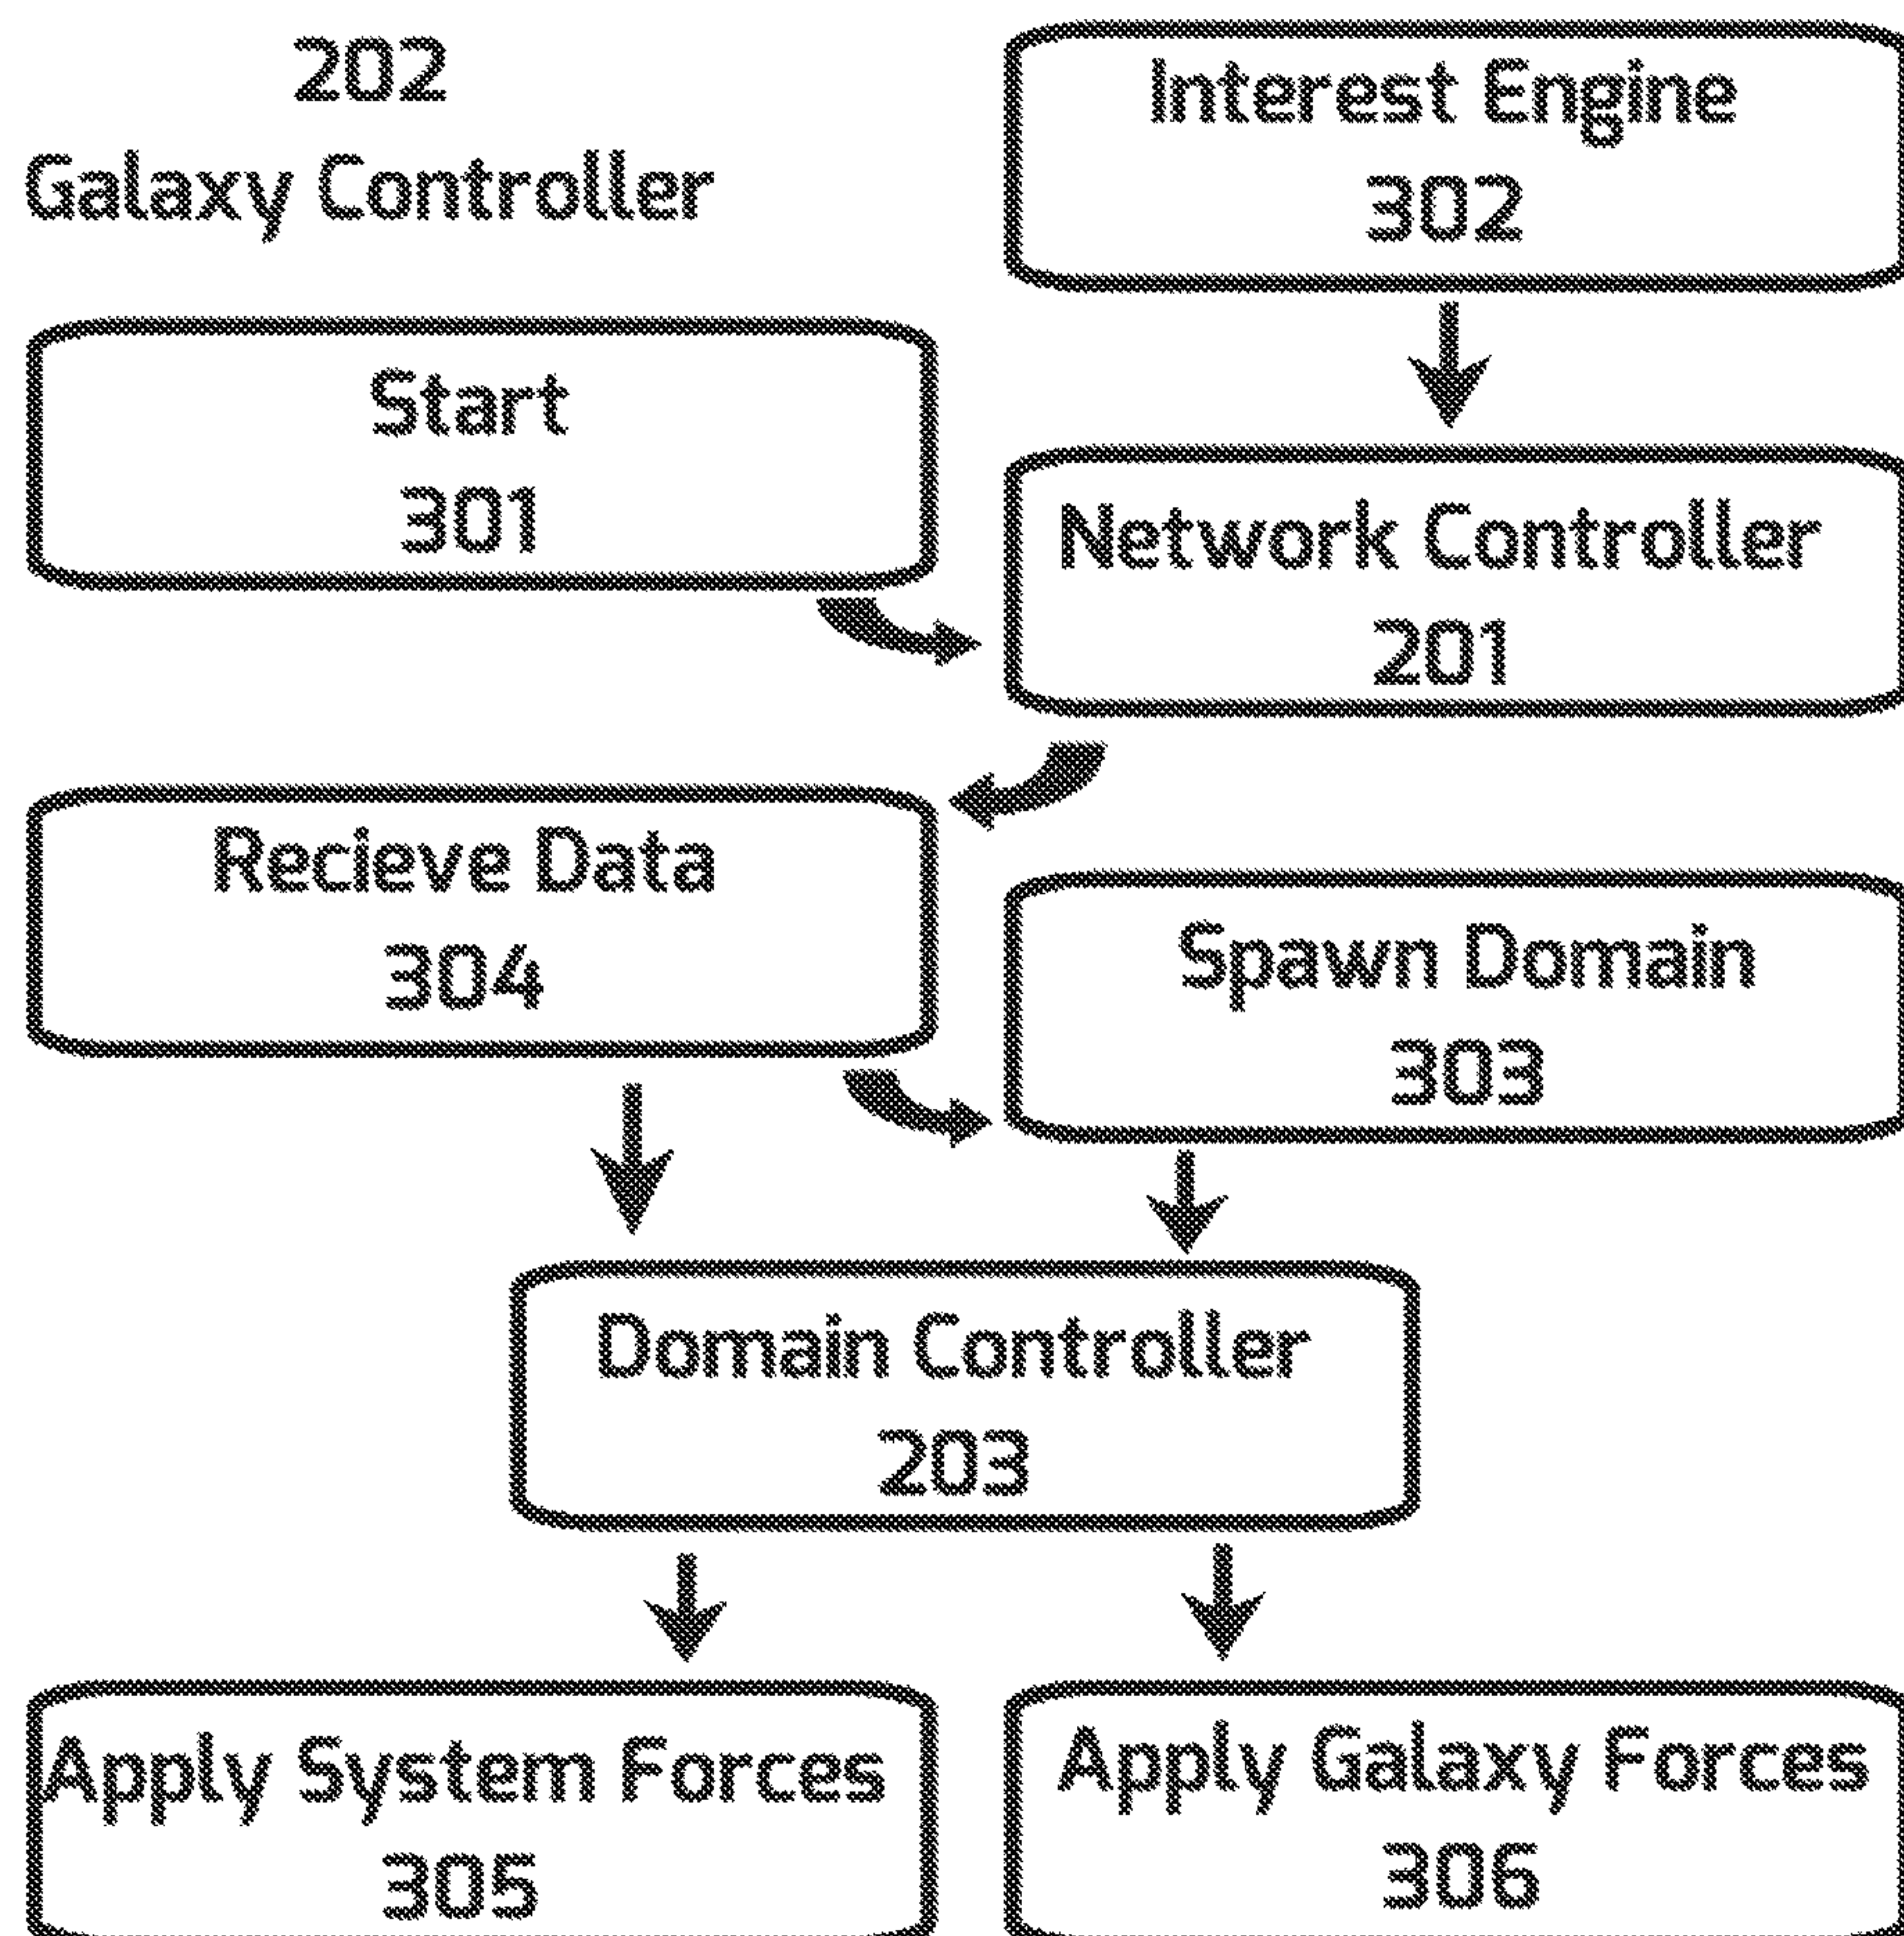 202
Galaxy Controller
Interest Engine
302
Start
301
Network Controller
201
Recieve Data
304
Spawn Domain
303
Domain Controller
203
Apply System Forces
305
Apply Galaxy Forces
306